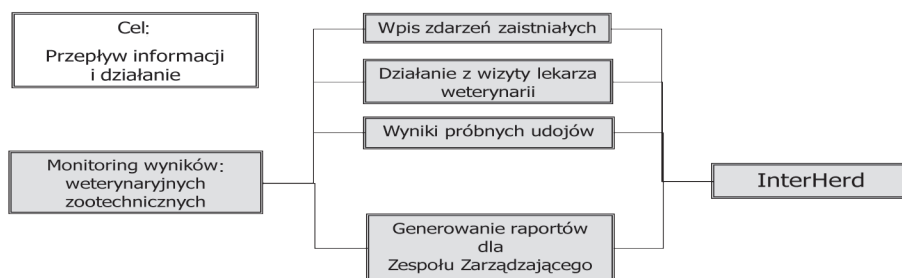 Cel:
Przepływ informacji
i działanie
Monitoring wyników:
weterynaryjnych
zootechnicznych
Wpis zdarzeń zaistniałych
Działanie z wizyty lekarza
weterynarii
Wyniki próbnych udojów
Generowanie raportów
dla
Zespołu Zarządzającego
InterHerd